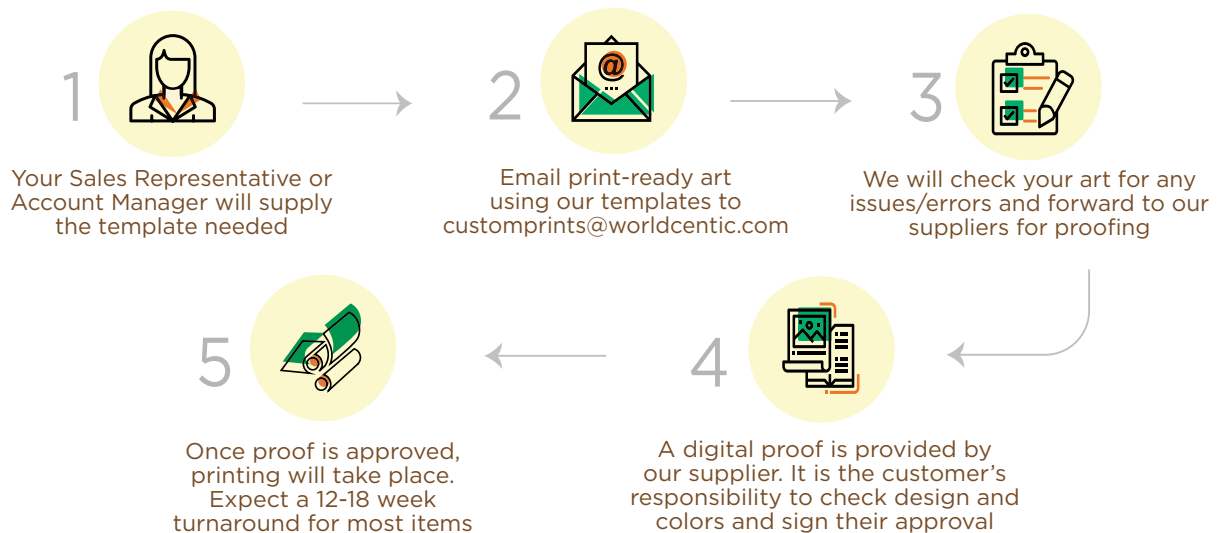 1
Your Sales Representative or
Account Manager will supply
the template needed
2
@
Email print-ready art
using our templates to
customprints@worldcentic.com
3
We will check your art for any
issues/errors and forward to our
suppliers for proofing
4
A digital proof is provided by
our supplier. It is the customer's
responsibility to check design and
colors and sign their approval
5
Once proof is approved,
printing will take place.
Expect a 12-18 week
turnaround for most items